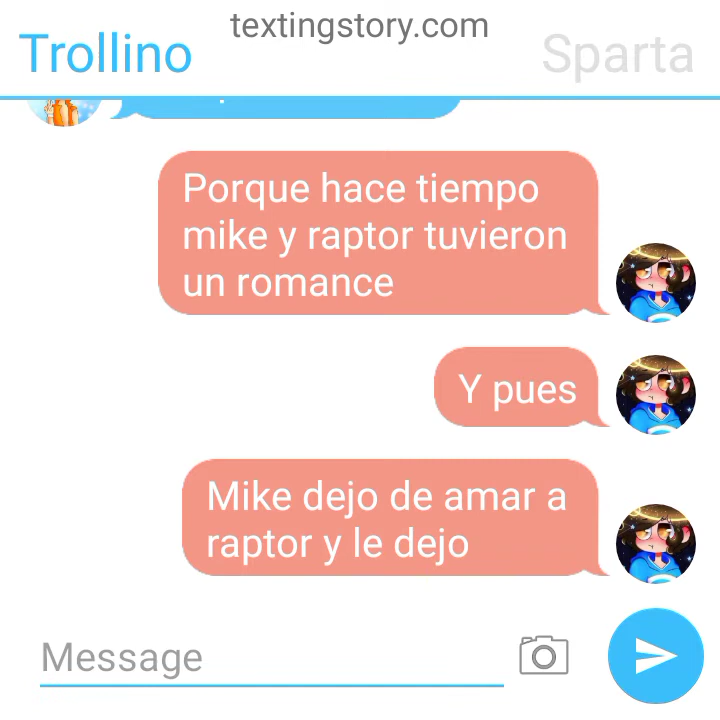 textingstory.com
Trollino
Sparta
Porque hace tiempo
mike y raptor tuvieron
un romance
Y pues
Mike dejo de amar a
raptor y le dejo
Message